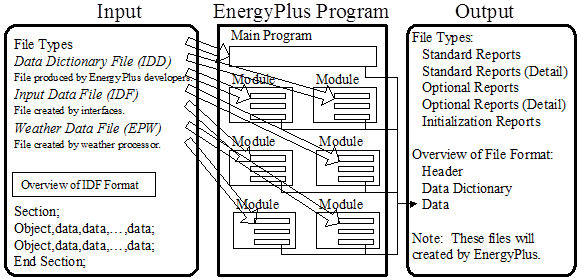 Input
File Types
Data Dictionary File (IDD)
File produced by EnergyPlus developers.
Input Data File (IDF)
File created by interfaces.
Weather Data File (EPW)
File created by weather processor.
Overview of IDF Format
Section;
Object,data,data,…,data;
Object,data,data,…,data;
End Section;
EnergyPlus Program
Main Program
Module
Module
Module
Module
Module
Module
Output
File Types:
Standard Reports
Standard Reports (Detail)
Optional Reports
Optional Reports (Detail)
Initialization Reports
Overview of File Format:
Header
Data Dictionary
Data
Note: These files will
created by EnergyPlus.